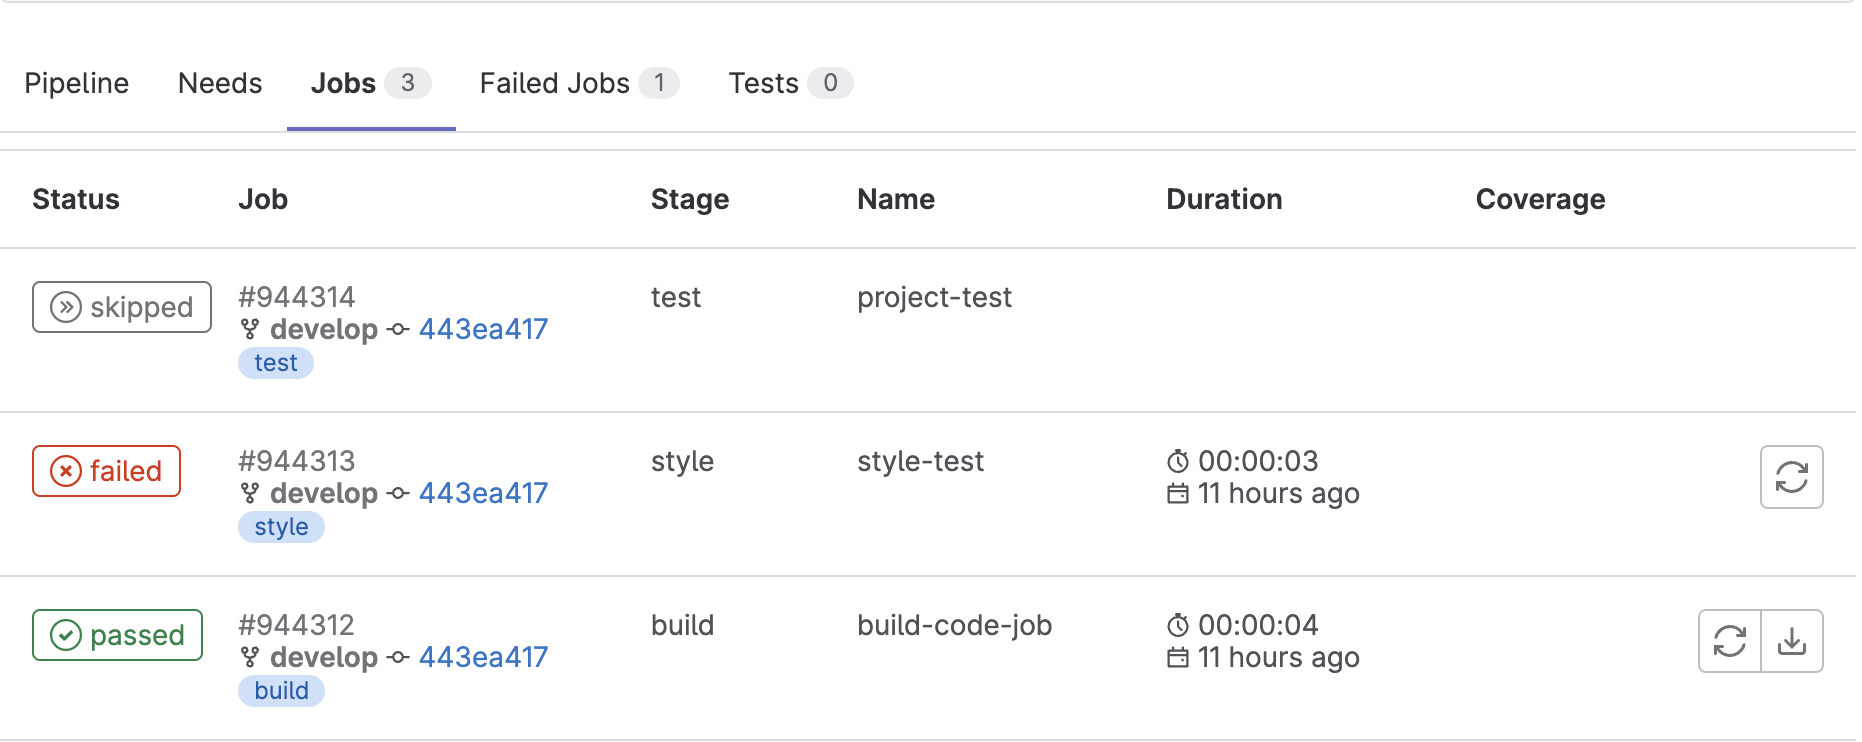 Pipeline Needs Jobs 3 Failed Jobs 1 Tests 0
Status Job Stage Name Duration Coverage
skipped #944314 test project-test
develop 443ea417
test
failed #944313 style style-test 00:00:03
develop 443ea417 11 hours ago
style
passed #944312 build build-code-job 00:00:04
develop 443ea417 11 hours ago
build